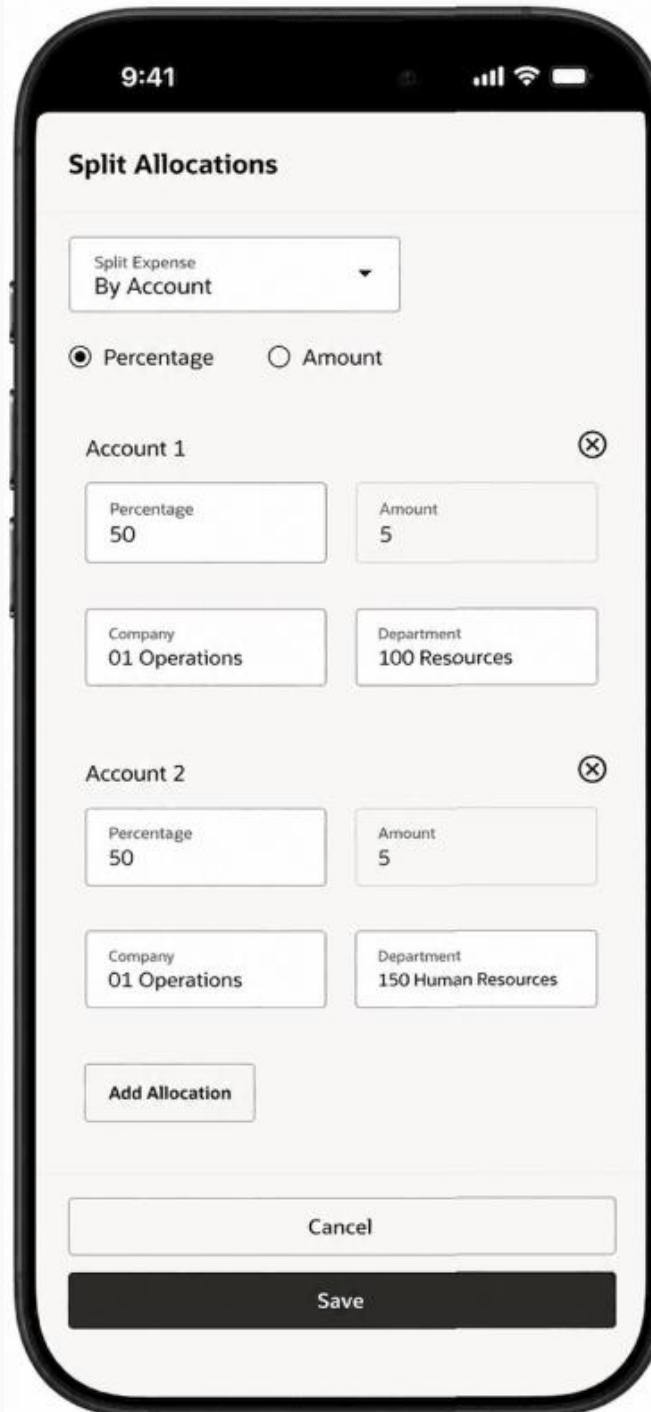 9:41
Split Allocations
Split Expense
By Account
Percentage Amount
Account 1
Percentage Amount
50 5
Company Department
01 Operations 100 Resources
Account 2
Percentage Amount
50 5
Company Department
01 Operations 150 Human Resources
Add Allocation
Cancel
Save